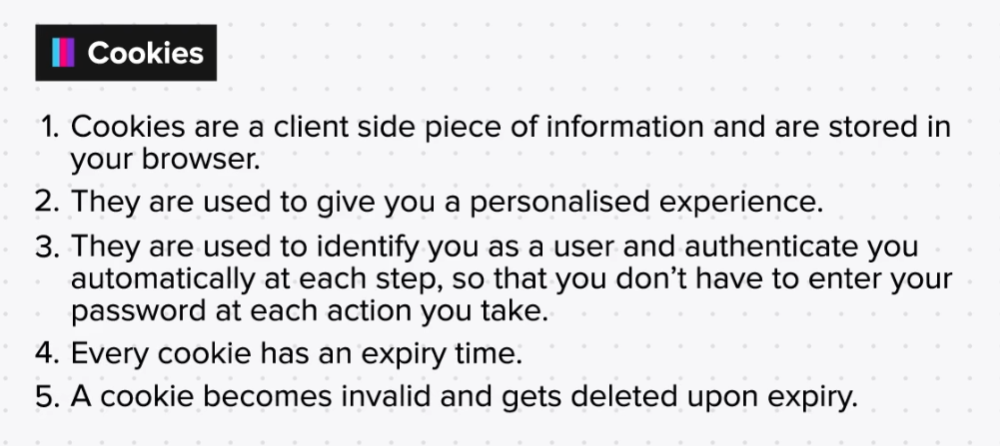 Cookies
1. Cookies are a client side piece of information and are stored in
your browser.
2. They are used to give you a personalised experience.
3. They are used to identify you as a user and authenticate you
automatically at each step, so that you don’t have to enter your
password at each action you take.
4. Every cookie has an expiry time.
5. A cookie becomes invalid and gets deleted upon expiry.